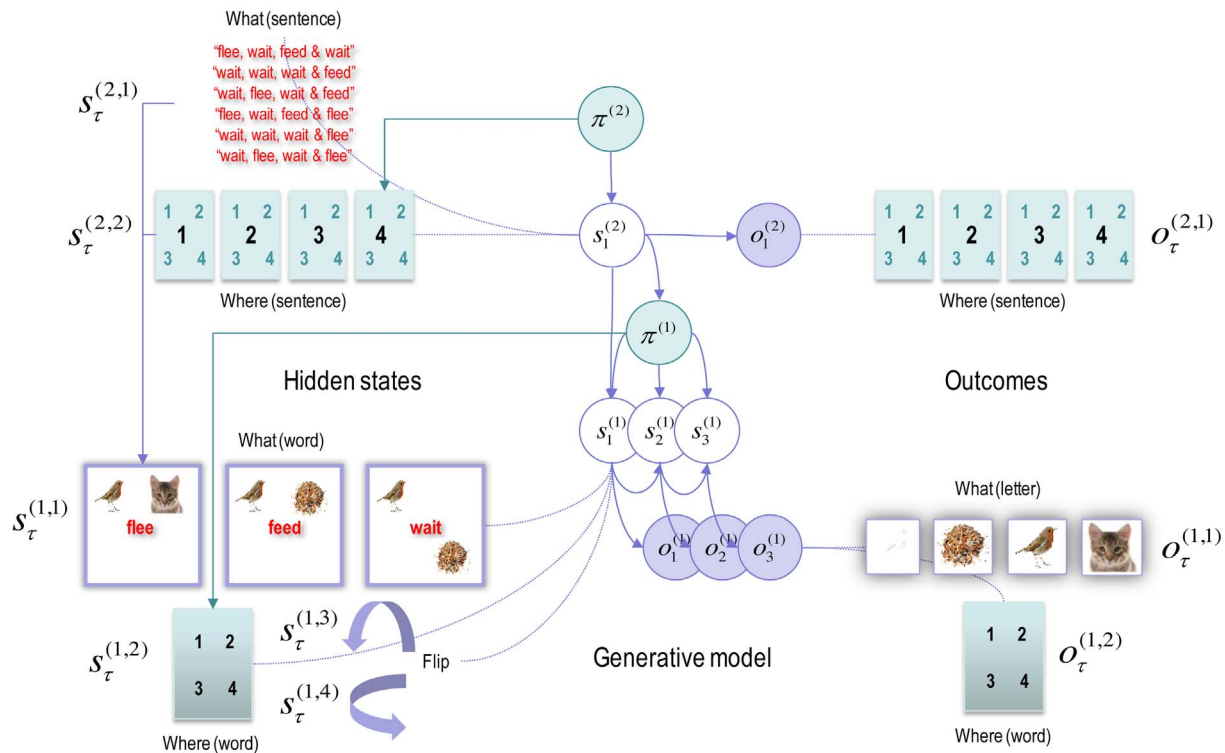 What (sentence)
"flee, wait, feed & wait"
"wait, wait, wait & feed"
"wait, flee, wait & feed"
"flee, wait, feed & flee"
"wait, wait, wait & flee"
"wait, flee, wait & flee"
s_τ^(2,1)
π^(2)
s_τ^(2,2)
1 2 1 3 4
1 2 2 3 4
1 2 3 3 4
1 2 4 3 4
Where (sentence)
s_1^(2)
o_1^(2)
1 2 1 3 4
1 2 2 3 4
1 2 3 3 4
1 2 4 3 4
o_τ^(2,1)
Where (sentence)
π^(1)
Hidden states
Outcomes
s_1^(1) s_2^(1) s_3^(1)
What (word)
s_τ^(1,1)
flee
feed
wait
o_1^(1) o_2^(1) o_3^(1)
What (letter)
o_τ^(1,1)
s_τ^(1,2)
1 2
3 4
Where (word)
s_τ^(1,3)
Flip
s_τ^(1,4)
Generative model
1 2
3 4
o_τ^(1,2)
Where (word)